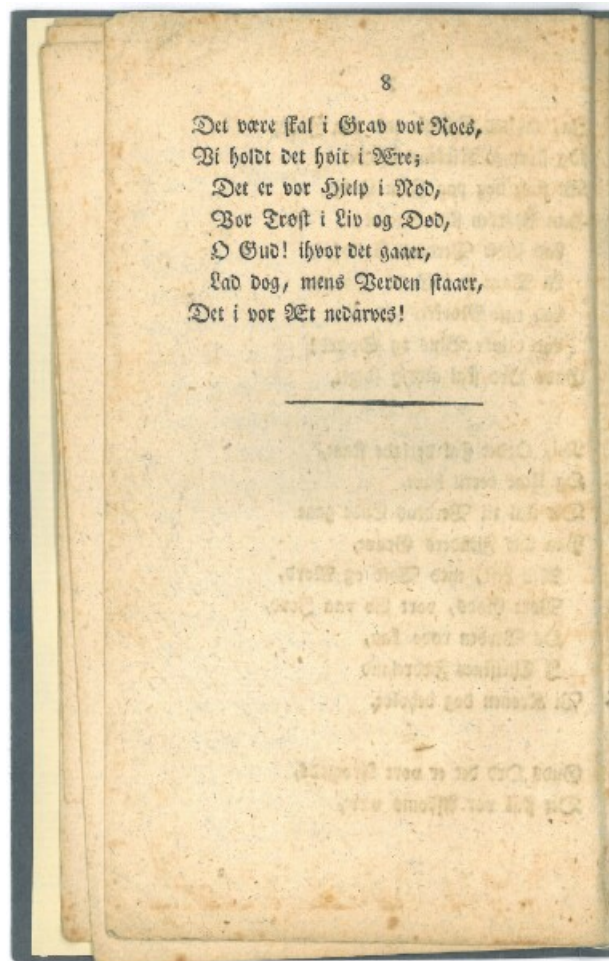 8
Det være skal i Grav vor Roes,
Vi holdt det høit i Ære;
Det er vor Hjelp i Nød,
Vor Trøst i Liv og Død,
O Gud! ihvor det gaaer,
Lad dog, mens Verden staaer,
Det i vor Æt nedarves!